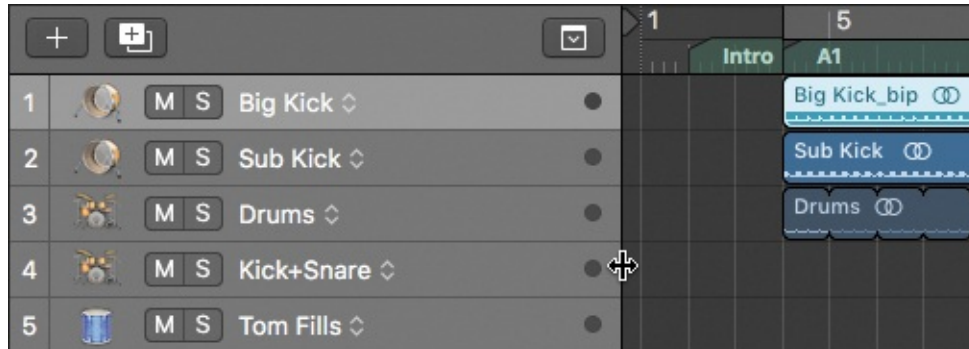 1 5
Intro A1
1 M S Big Kick Big Kick_bip
2 M S Sub Kick Sub Kick
3 M S Drums Drums
4 M S Kick+Snare
5 M S Tom Fills